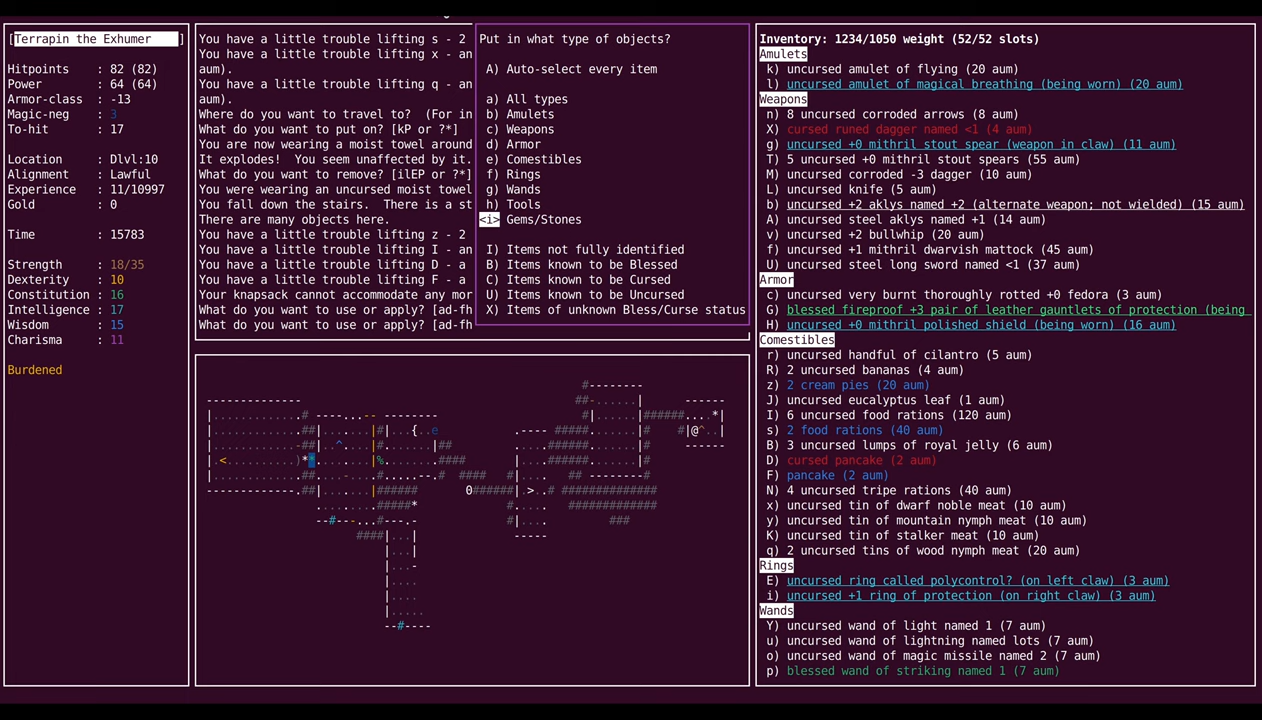 [Terrapin the Exhumer ]
Hitpoints : 82 (82)
Power : 64 (64)
Armor-class : -13
Magic-neg : 3
To-hit : 17
Location : Dlvl:10
Alignment : Lawful
Experience : 11/10997
Gold : 0
Time : 15783
Strength : 18/35
Dexterity : 10
Constitution : 16
Intelligence : 17
Wisdom : 15
Charisma : 11
Burdened
You have a little trouble lifting s - 2
You have a little trouble lifting x - an
aum).
You have a little trouble lifting q - an
aum).
Where do you want to travel to? (For in
What do you want to put on? [kP or ?*]
You are now wearing a moist towel around
It explodes! You seem unaffected by it.
What do you want to remove? [ilEP or ?*]
You were wearing an uncursed moist towel
You fall down the stairs. There is a st
There are many objects here.
You have a little trouble lifting z - 2
You have a little trouble lifting I - an
You have a little trouble lifting D - a
You have a little trouble lifting F - a
Your knapsack cannot accommodate any mor
What do you want to use or apply? [ad-fh
What do you want to use or apply? [ad-fh
Put in what type of objects?
A) Auto-select every item
a) All types
b) Amulets
c) Weapons
d) Armor
e) Comestibles
f) Rings
g) Wands
h) Tools
<i> Gems/Stones
I) Items not fully identified
B) Items known to be Blessed
C) Items known to be Cursed
U) Items known to be Uncursed
X) Items of unknown Bless/Curse status
Inventory: 1234/1050 weight (52/52 slots)
Amulets
k) uncursed amulet of flying (20 aum)
l) uncursed amulet of magical breathing (being worn) (20 aum)
Weapons
n) 8 uncursed corroded arrows (8 aum)
X) cursed runed dagger named <1 (4 aum)
g) uncursed +0 mithril stout spear (weapon in claw) (11 aum)
T) 5 uncursed +0 mithril stout spears (55 aum)
M) uncursed corroded -3 dagger (10 aum)
L) uncursed knife (5 aum)
b) uncursed +2 aklys named +2 (alternate weapon; not wielded) (15 aum)
A) uncursed steel aklys named +1 (14 aum)
v) uncursed +2 bullwhip (20 aum)
f) uncursed +1 mithril dwarvish mattock (45 aum)
U) uncursed steel long sword named <1 (37 aum)
Armor
c) uncursed very burnt thoroughly rotted +0 fedora (3 aum)
G) blessed fireproof +3 pair of leather gauntlets of protection (being
H) uncursed +0 mithril polished shield (being worn) (16 aum)
Comestibles
r) uncursed handful of cilantro (5 aum)
R) 2 uncursed bananas (4 aum)
z) 2 cream pies (20 aum)
J) uncursed eucalyptus leaf (1 aum)
I) 6 uncursed food rations (120 aum)
s) 2 food rations (40 aum)
B) 3 uncursed lumps of royal jelly (6 aum)
D) cursed pancake (2 aum)
F) pancake (2 aum)
N) 4 uncursed tripe rations (40 aum)
x) uncursed tin of dwarf noble meat (10 aum)
y) uncursed tin of mountain nymph meat (10 aum)
K) uncursed tin of stalker meat (10 aum)
q) 2 uncursed tins of wood nymph meat (20 aum)
Rings
E) uncursed ring called polycontrol? (on left claw) (3 aum)
i) uncursed +1 ring of protection (on right claw) (3 aum)
Wands
Y) uncursed wand of light named 1 (7 aum)
u) uncursed wand of lightning named lots (7 aum)
o) uncursed wand of magic missile named 2 (7 aum)
p) blessed wand of striking named 1 (7 aum)